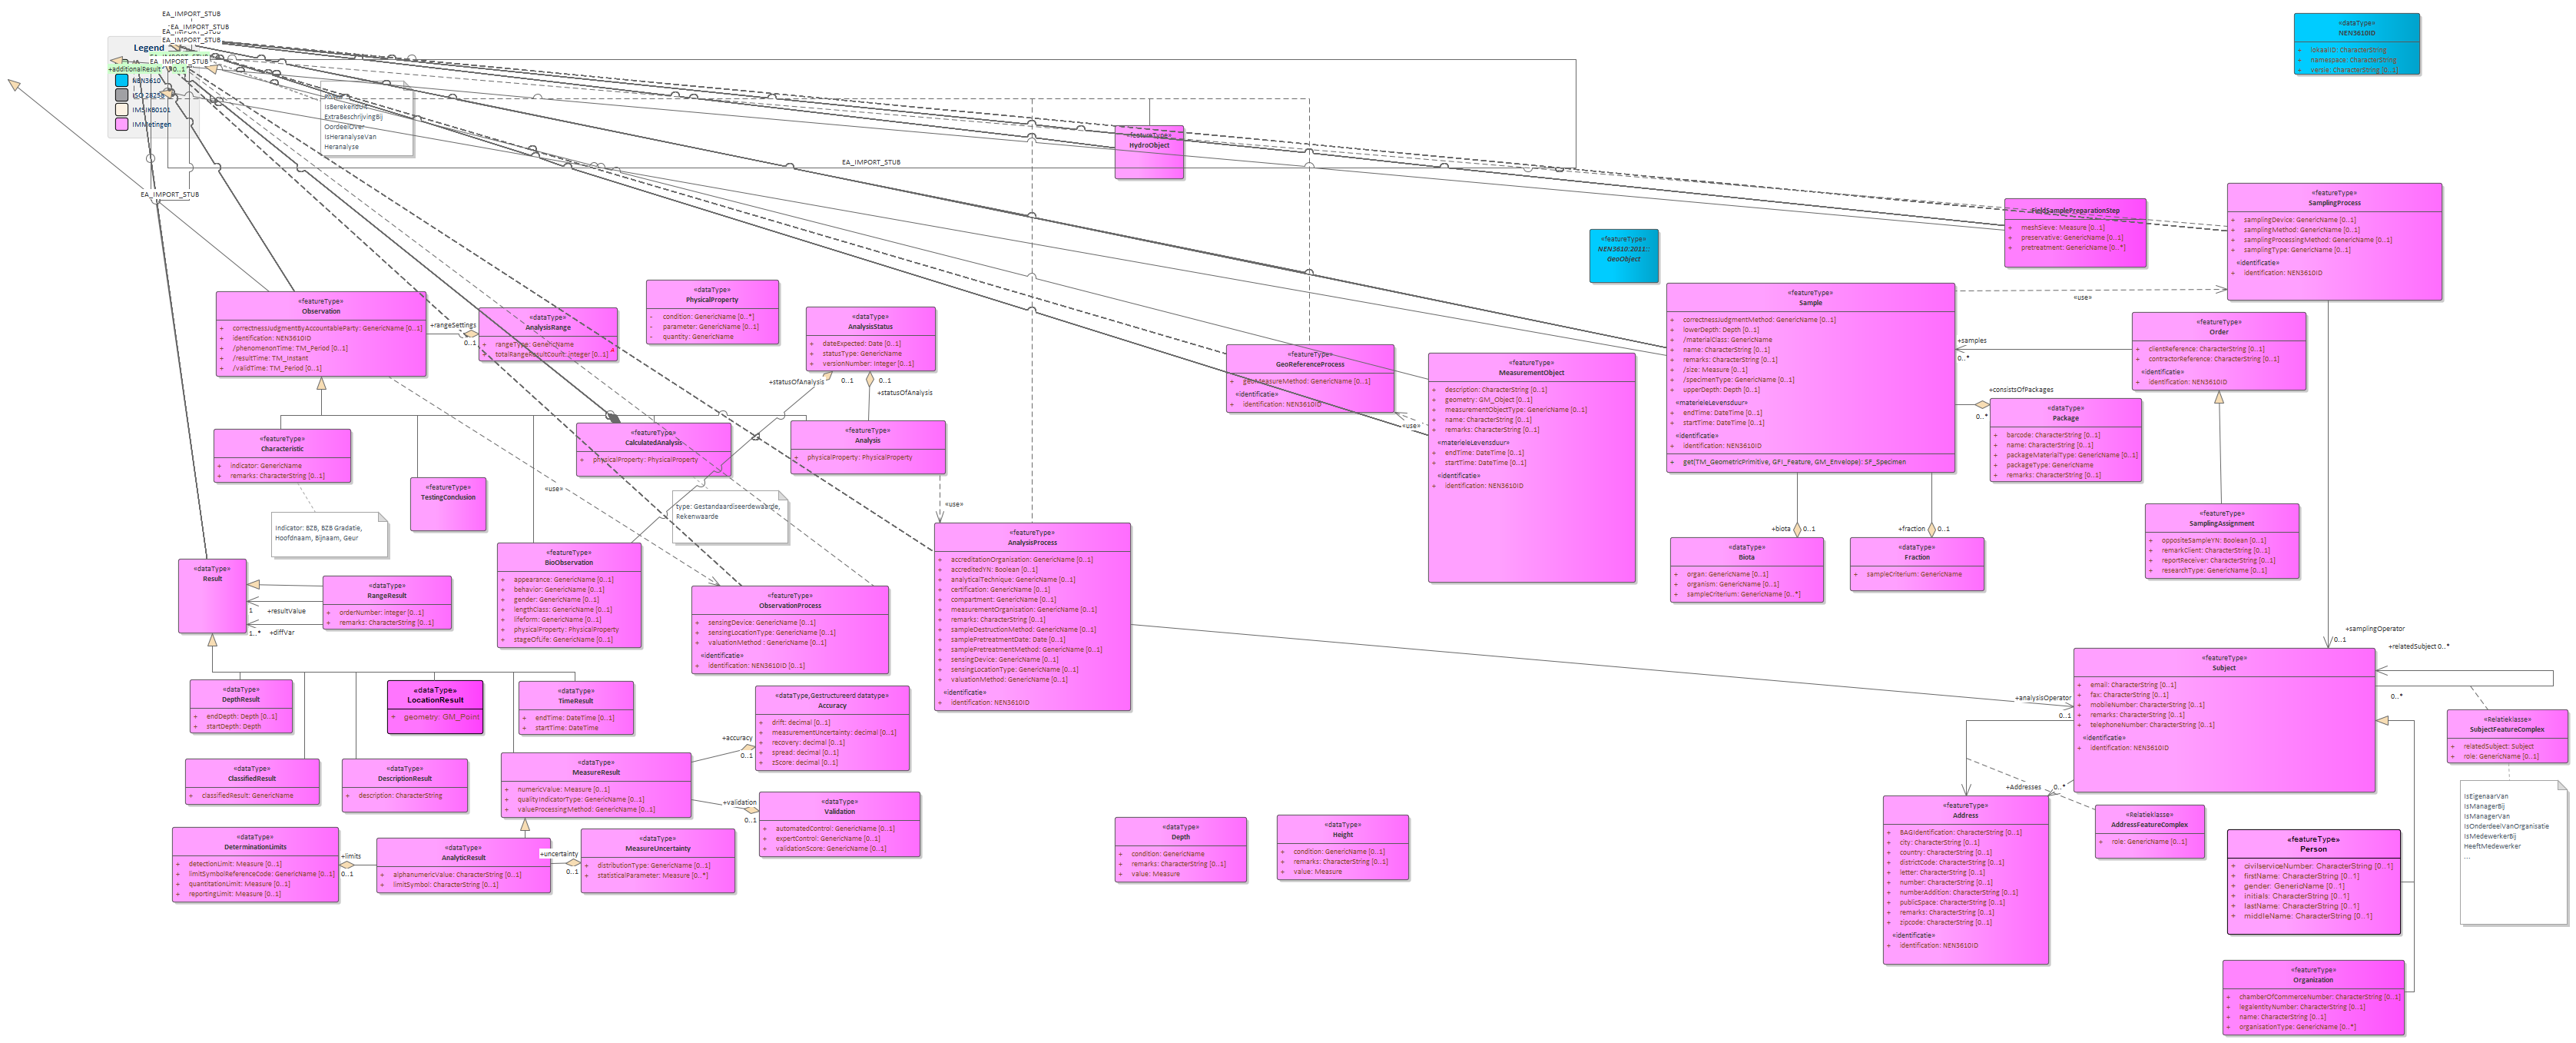 EA_IMPORT_STUB
EA_IMPORT_STUB
EA_IMPORT_STUB
EA_IMPORT_STUB
Legend
EA_IMPORT_STUB
+additionalResult
0..1
NEN3610
IMSIKB0101
IMMetingen
EA_IMPORT_STUB
IsBerekendUit
ExtraBeschrijvingBij
OordeelOver
IsHeranalyseVan
Heranalyse
EA_IMPORT_STUB
«featureType»
HydroObject
«dataType»
NEN3610ID
+ lokaalID: CharacterString
+ namespace: CharacterString
+ versie: CharacterString [0..1]
«featureType»
NEN3610:2011::
GeoObject
FieldSamplePreparationStep
+ meshSieve: Measure [0..1]
+ preservative: GenericName [0..1]
+ pretreatment: GenericName [0..*]
«featureType»
SamplingProcess
+ samplingDevice: GenericName [0..1]
+ samplingMethod: GenericName [0..1]
+ samplingProcessingMethod: GenericName [0..1]
+ samplingType: GenericName [0..1]
«identificatie»
+ identification: NEN3610ID
«featureType»
Observation
+ correctnessJudgmentByAccountableParty: GenericName [0..1]
+ identification: NEN3610ID
+ /phenomenonTime: TM_Period [0..1]
+ /resultTime: TM_Instant
+ /validTime: TM_Period [0..1]
+rangeSettings
0..1
«dataType»
AnalysisRange
+ rangeType: GenericName
+ totalRangeResultCount: integer [0..1]
«dataType»
PhysicalProperty
- condition: GenericName [0..*]
- parameter: GenericName [0..1]
- quantity: GenericName
«dataType»
AnalysisStatus
+ dateExpected: Date [0..1]
+ statusType: GenericName
+ versionNumber: Integer [0..1]
+statusOfAnalysis
0..1
0..1
+statusOfAnalysis
«featureType»
GeoReferenceProcess
+ geoMeasureMethod: GenericName [0..1]
«identificatie»
+ identification: NEN3610ID
«use»
«featureType»
MeasurementObject
+ description: CharacterString [0..1]
+ geometry: GM_Object [0..1]
+ measurementObjectType: GenericName [0..1]
+ name: CharacterString [0..1]
+ remarks: CharacterString [0..1]
«materieleLevensduur»
+ endTime: DateTime [0..1]
+ startTime: DateTime [0..1]
«identificatie»
+ identification: NEN3610ID
«featureType»
Sample
+ correctnessJudgmentMethod: GenericName [0..1]
+ lowerDepth: Depth [0..1]
+ /materialClass: GenericName
+ name: CharacterString [0..1]
+ remarks: CharacterString [0..1]
+ /size: Measure [0..1]
+ /specimenType: GenericName [0..1]
+ upperDepth: Depth [0..1]
«materieleLevensduur»
+ endTime: DateTime [0..1]
+ startTime: DateTime [0..1]
«identificatie»
+ identification: NEN3610ID
+ get(TM_GeometricPrimitive, GFI_Feature, GM_Envelope): SF_Specimen
«use»
+samples
0..*
+consistsOfPackages
0..*
«featureType»
Order
+ clientReference: CharacterString [0..1]
+ contractorReference: CharacterString [0..1]
«identificatie»
+ identification: NEN3610ID
«dataType»
Package
+ barcode: CharacterString [0..1]
+ name: CharacterString [0..1]
+ packageMaterialType: GenericName [0..1]
+ packageType: GenericName
+ remarks: CharacterString [0..1]
«featureType»
Characteristic
+ indicator: GenericName
+ remarks: CharacterString [0..1]
«featureType»
TestingConclusion
«featureType»
CalculatedAnalysis
+ physicalProperty: PhysicalProperty
«featureType»
Analysis
+ physicalProperty: PhysicalProperty
Indicator: BZB, BZB Gradatie,
Hoofdnaam, Bijnaam, Geur
type: Gestandaardiseerdewaarde,
Rekenwaarde
«use»
«use»
«featureType»
SamplingAssignment
+ oppositeSampleYN: Boolean [0..1]
+ remarkClient: CharacterString [0..1]
+ reportReceiver: CharacterString [0..1]
+ researchType: GenericName [0..1]
+biota
0..1
+fraction
0..1
«dataType»
Biota
+ organ: GenericName [0..1]
+ organism: GenericName [0..1]
+ sampleCriterium: GenericName [0..*]
«dataType»
Fraction
+ sampleCriterium: GenericName
«dataType»
Result
«dataType»
RangeResult
+ orderNumber: integer [0..1]
+ remarks: CharacterString [0..1]
1
+resultValue
1..*
+diffVar
«featureType»
BioObservation
+ appearance: GenericName [0..1]
+ behavior: GenericName [0..1]
+ gender: GenericName [0..1]
+ lengthClass: GenericName [0..1]
+ lifeform: GenericName [0..1]
+ physicalProperty: PhysicalProperty
+ stageOfLife: GenericName [0..1]
«featureType»
ObservationProcess
+ sensingDevice: GenericName [0..1]
+ sensingLocationType: GenericName [0..1]
+ valuationMethod : GenericName [0..1]
«identificatie»
+ identification: NEN3610ID [0..1]
«featureType»
AnalysisProcess
+ accreditationOrganisation: GenericName [0..1]
+ accreditedYN: Boolean [0..1]
+ analyticalTechnique: GenericName [0..1]
+ certification: GenericName [0..1]
+ compartment: GenericName [0..1]
+ measurementOrganisation: GenericName [0..1]
+ remarks: CharacterString [0..1]
+ sampleDestructionMethod: GenericName [0..1]
+ samplePretreatmentDate: Date [0..1]
+ samplePretreatmentMethod: GenericName [0..1]
+ sensingDevice: GenericName [0..1]
+ sensingLocationType: GenericName [0..1]
+ valuationMethod: GenericName [0..1]
«identificatie»
+ identification: NEN3610ID
+samplingOperator
0..1
+relatedSubject 0..*
0..*
+analysisOperator
0..1
«featureType»
Subject
+ email: CharacterString [0..1]
+ fax: CharacterString [0..1]
+ mobileNumber: CharacterString [0..1]
+ remarks: CharacterString [0..1]
+ telephoneNumber: CharacterString [0..1]
«identificatie»
+ identification: NEN3610ID
«Relatieklasse»
SubjectFeatureComplex
+ relatedSubject: Subject
+ role: GenericName [0..1]
«dataType»
DepthResult
+ endDepth: Depth [0..1]
+ startDepth: Depth
«dataType»
LocationResult
+ geometry: GM_Point
«dataType»
TimeResult
+ endTime: DateTime [0..1]
+ startTime: DateTime
«dataType,Gestructureerd datatype»
Accuracy
+ drift: decimal [0..1]
+ measurementUncertainty: decimal [0..1]
+ recovery: decimal [0..1]
+ spread: decimal [0..1]
+ zScore: decimal [0..1]
+accuracy
0..1
«dataType»
ClassifiedResult
+ classifiedResult: GenericName
«dataType»
DescriptionResult
+ description: CharacterString
«dataType»
MeasureResult
+ numericValue: Measure [0..1]
+ qualityIndicatorType: GenericName [0..1]
+ valueProcessingMethod: GenericName [0..1]
+validation
0..1
«dataType»
Validation
+ automatedControl: GenericName [0..1]
+ expertControl: GenericName [0..1]
+ validationScore: GenericName [0..1]
+Addresses
0..*
«featureType»
Address
+ BAGIdentification: CharacterString [0..1]
+ city: CharacterString [0..1]
+ country: CharacterString [0..1]
+ districtCode: CharacterString [0..1]
+ letter: CharacterString [0..1]
+ number: CharacterString [0..1]
+ numberAddition: CharacterString [0..1]
+ publicSpace: CharacterString [0..1]
+ remarks: CharacterString [0..1]
+ zipcode: CharacterString [0..1]
«identificatie»
+ identification: NEN3610ID
«Relatieklasse»
AddressFeatureComplex
+ role: GenericName [0..1]
IsEigenaarVan
IsManagerBij
IsManagerVan
IsOnderdeelVanOrganisatie
IsMedewerkerBij
HeeftMedewerker
...
«dataType»
DeterminationLimits
+ detectionLimit: Measure [0..1]
+ limitSymbolReferenceCode: GenericName [0..1]
+ quantitationLimit: Measure [0..1]
+ reportingLimit: Measure [0..1]
+limits
0..1
«dataType»
AnalyticResult
+ alphanumericValue: CharacterString [0..1]
+ limitSymbol: CharacterString [0..1]
+uncertainty
0..1
«dataType»
MeasureUncertainty
+ distributionType: GenericName [0..1]
+ statisticalParameter: Measure [0..*]
«dataType»
Depth
+ condition: GenericName
+ remarks: CharacterString [0..1]
+ value: Measure
«dataType»
Height
+ condition: GenericName [0..1]
+ remarks: CharacterString [0..1]
+ value: Measure
«featureType»
Person
+ civilserviceNumber: CharacterString [0..1]
+ firstName: CharacterString [0..1]
+ gender: GenericName [0..1]
+ initials: CharacterString [0..1]
+ lastName: CharacterString [0..1]
+ middleName: CharacterString [0..1]
«featureType»
Organization
+ chamberOfCommerceNumber: CharacterString [0..1]
+ legalentityNumber: CharacterString [0..1]
+ name: CharacterString [0..1]
+ organisationType: GenericName [0..*]